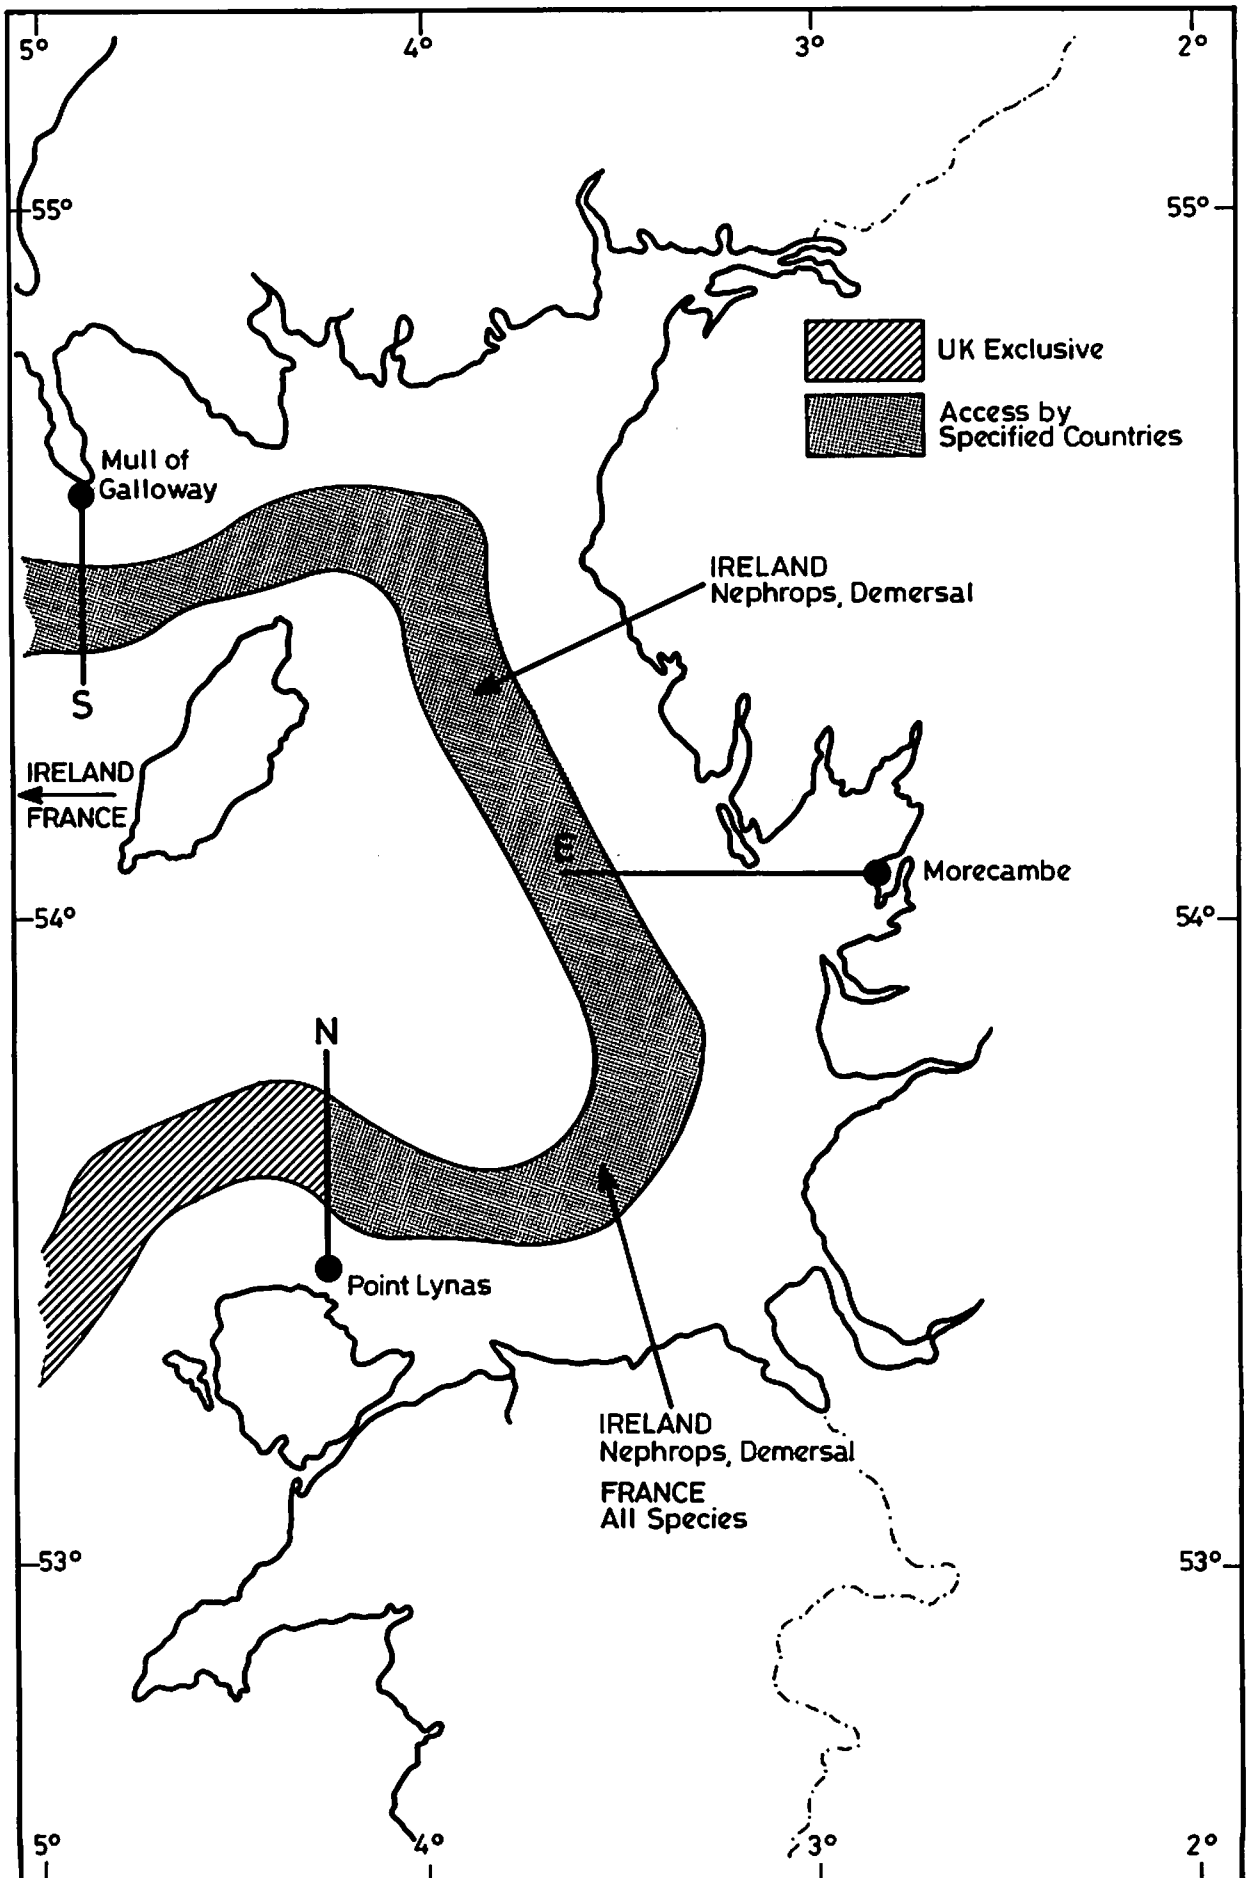 5°
4°
3°
2°
55°
55°
UK Exclusive
Access by
Specified Countries
Mull of
Galloway
IRELAND
Nephrops, Demersal
S
IRELAND
FRANCE
E
Morecambe
54°
54°
N
Point Lynas
IRELAND
Nephrops, Demersal
FRANCE
All Species
53°
53°
5°
4°
3°
2°